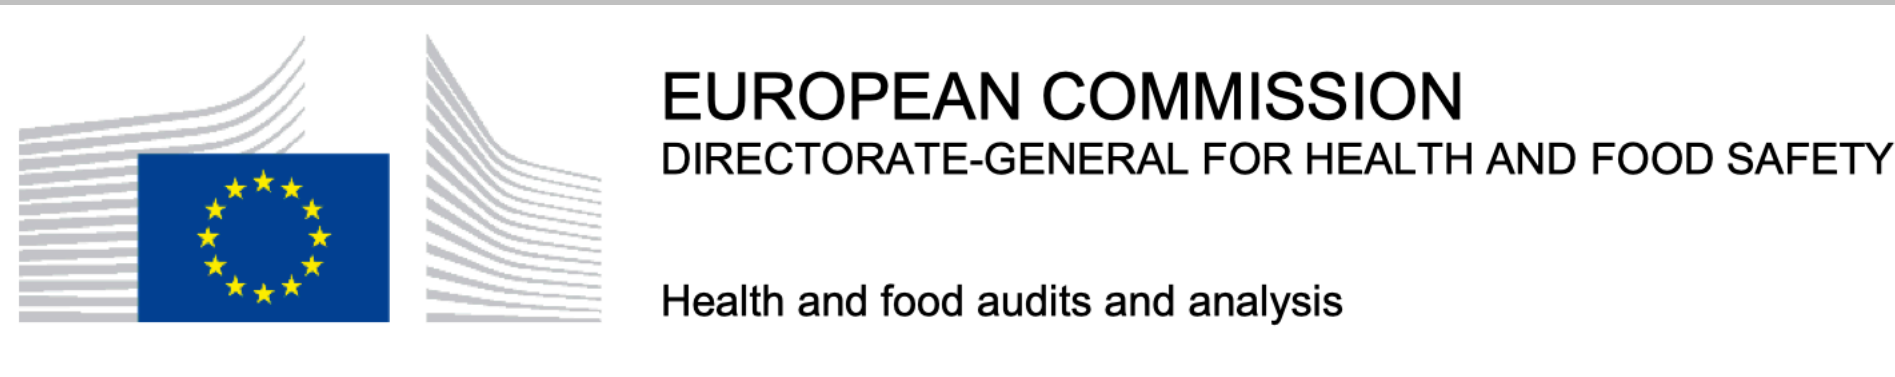 EUROPEAN COMMISSION
DIRECTORATE-GENERAL FOR HEALTH AND FOOD SAFETY
Health and food audits and analysis